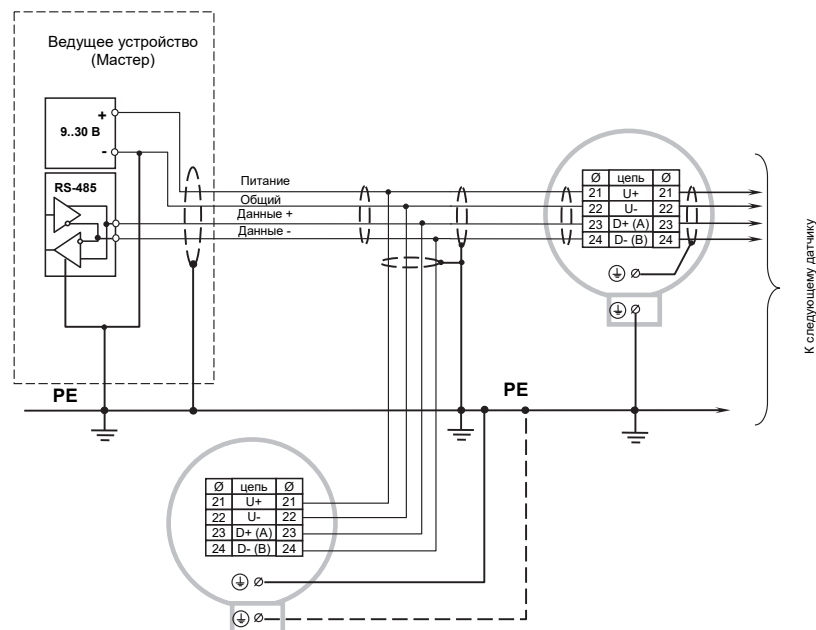 Ведущее устройство
(Мастер)
+
9..30 В
-
RS-485
Питание
Общий
Данные +
Данные -
Ø цепь Ø
21 U+ 21
22 U- 22
23 D+ (A) 23
24 D- (B) 24
Ø
Ø
К следующему датчику
PE
PE
Ø цепь Ø
21 U+ 21
22 U- 22
23 D+ (A) 23
24 D- (B) 24
Ø
Ø